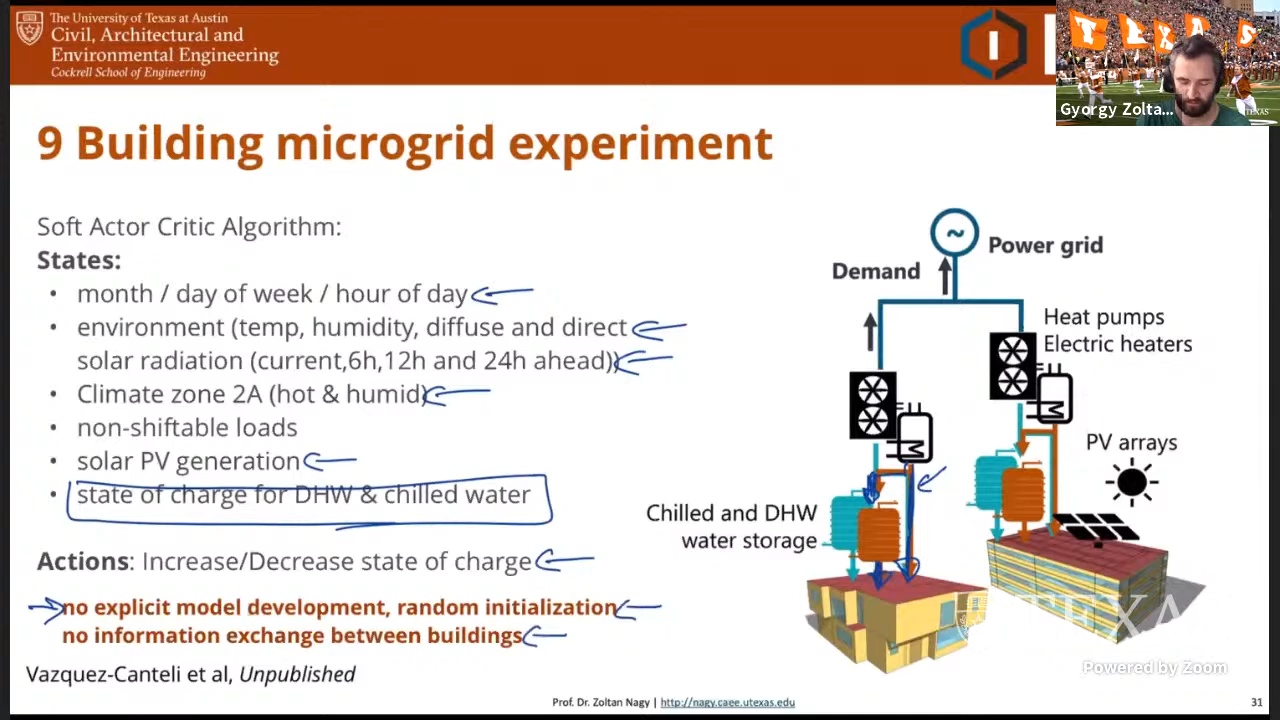 The University of Texas at Austin
Civil, Architectural and
Environmental Engineering
Cockrell School of Engineering
TEXAS
Gyorgy Zolta...
TEXAS
9 Building microgrid experiment
Soft Actor Critic Algorithm:
States:
• month / day of week / hour of day
• environment (temp, humidity, diffuse and direct
solar radiation (current,6h,12h and 24h ahead))
• Climate zone 2A (hot & humid)
• non-shiftable loads
• solar PV generation
• state of charge for DHW & chilled water
Actions: Increase/Decrease state of charge
no explicit model development, random initialization
no information exchange between buildings
Vazquez-Canteli et al, Unpublished
Power grid
Demand
Heat pumps
Electric heaters
PV arrays
Chilled and DHW
water storage
TEXA
Powered by Zoom
Prof. Dr. Zoltan Nagy | http://nagy.caee.utexas.edu
31